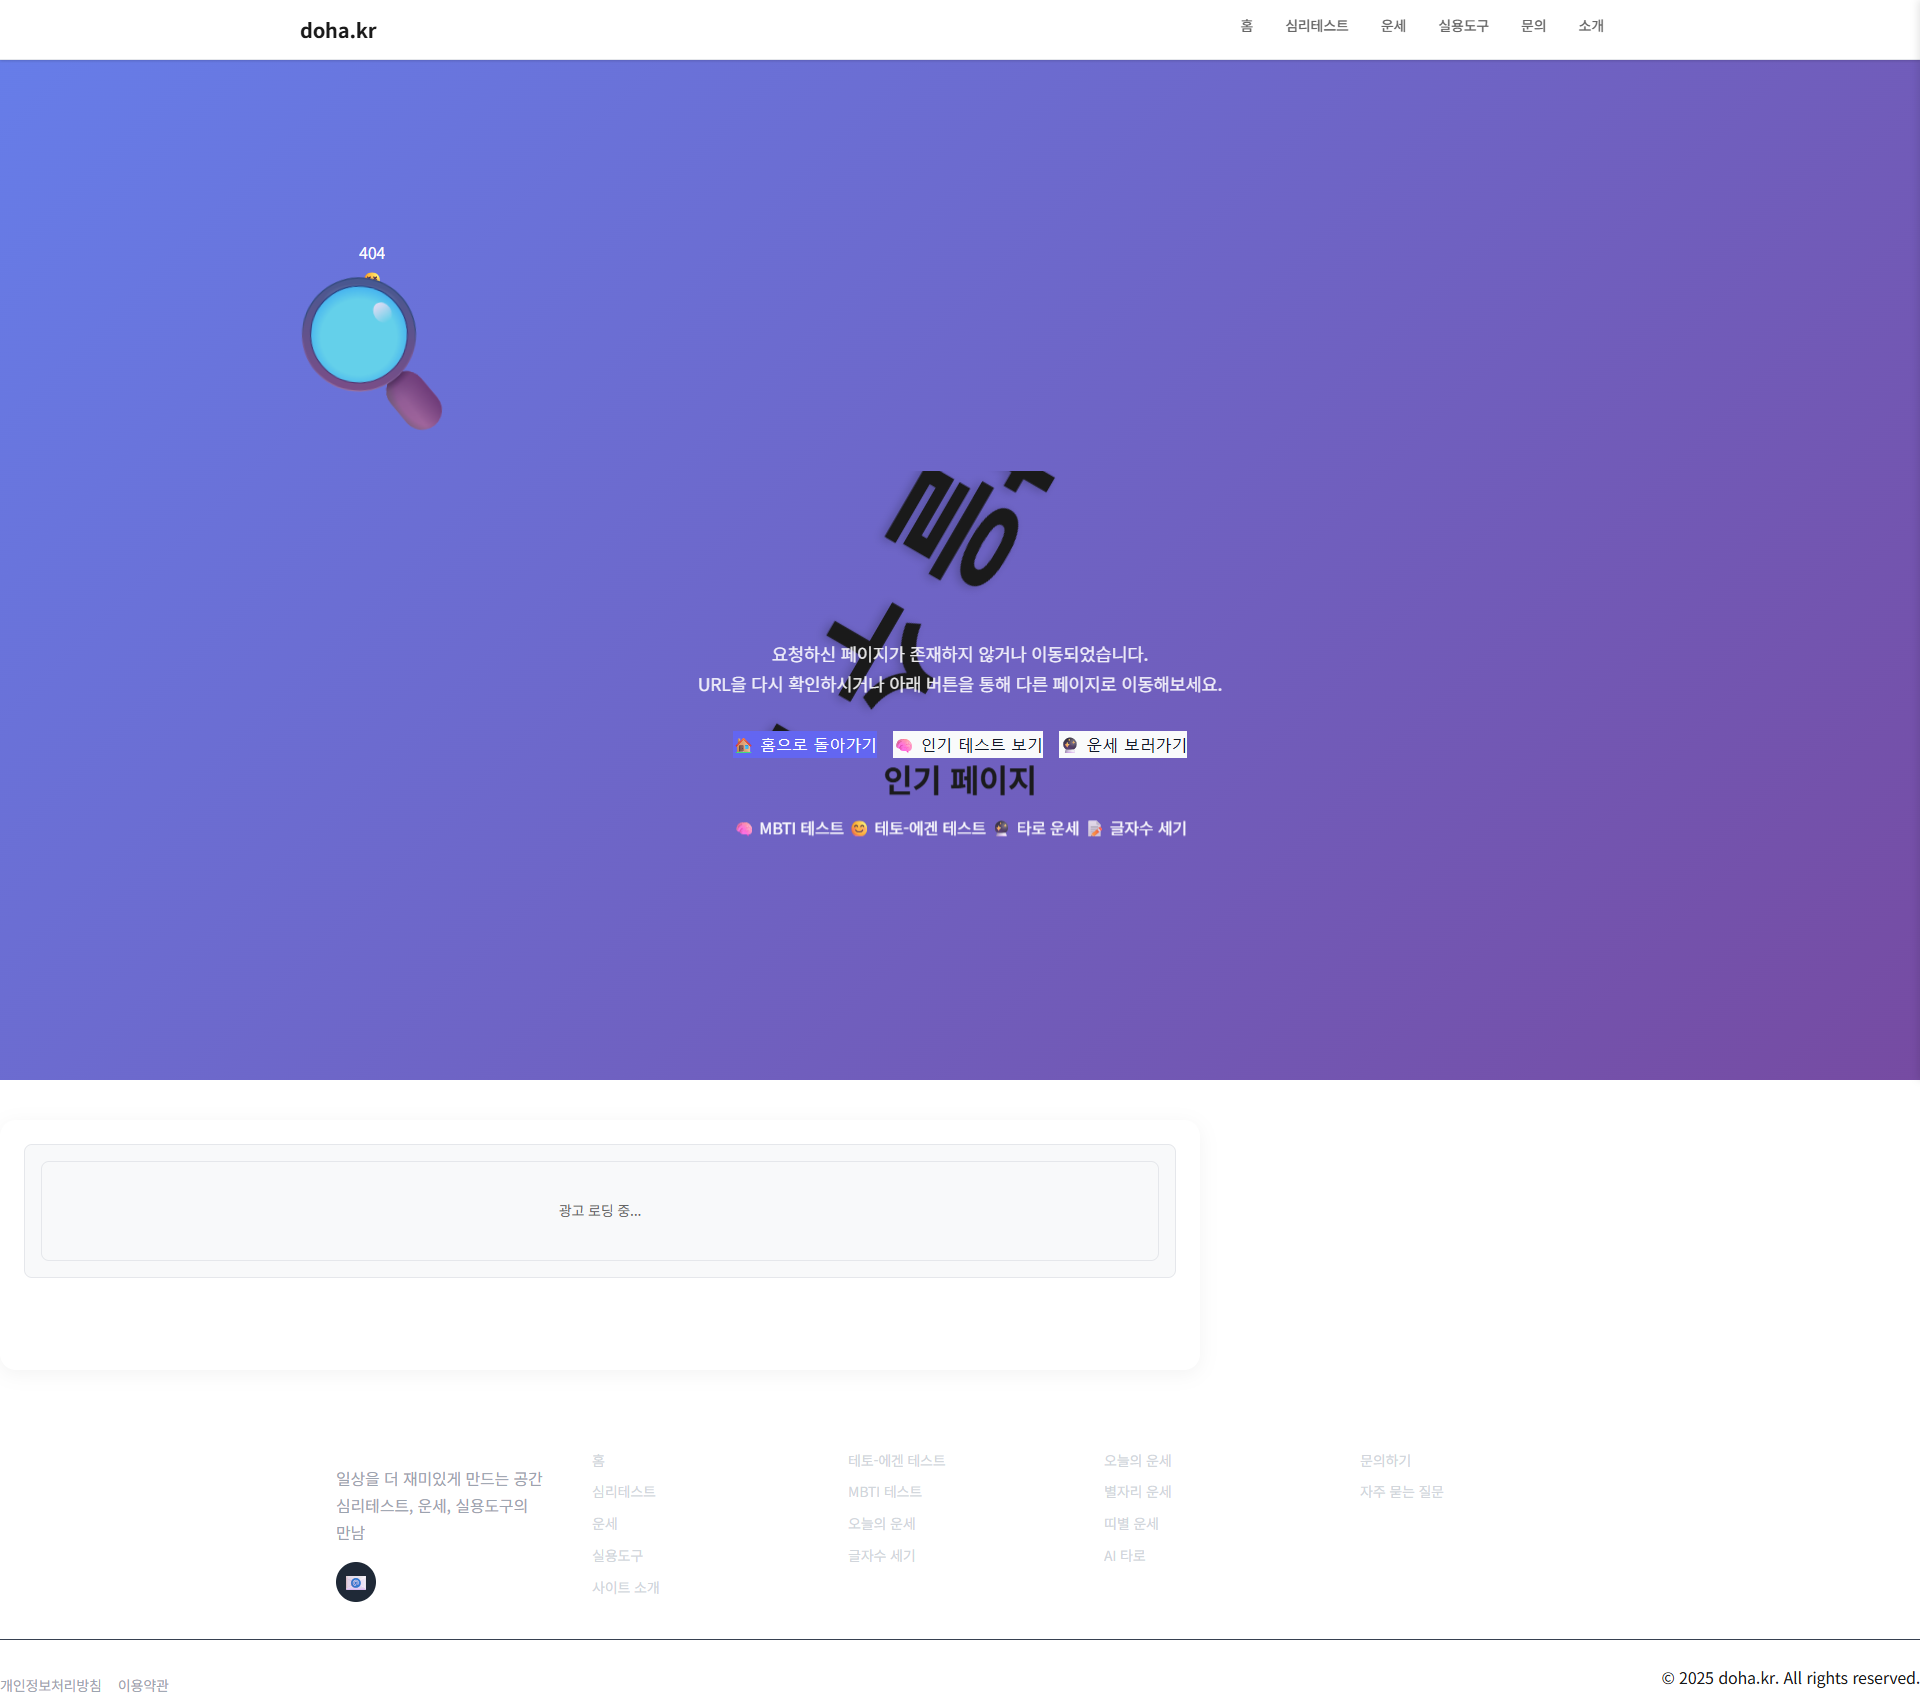 doha.kr
홈 심리테스트 운세 실용도구 문의 소개
404
요청하신 페이지가 존재하지 않거나 이동되었습니다.
URL을 다시 확인하시거나 아래 버튼을 통해 다른 페이지로 이동해보세요.
🏠 홈으로 돌아가기 🧠 인기 테스트 보기 🔮 운세 보러가기
인기 페이지
🧠 MBTI 테스트 😊 테토-에겐 테스트 🔮 타로 운세 📝 글자수 세기
광고 로딩 중...
일상을 더 재미있게 만드는 공간
심리테스트, 운세, 실용도구의
만남
홈
심리테스트
운세
실용도구
사이트 소개
테토-에겐 테스트
MBTI 테스트
오늘의 운세
글자수 세기
오늘의 운세
별자리 운세
띠별 운세
AI 타로
문의하기
자주 묻는 질문
개인정보처리방침 이용약관
© 2025 doha.kr. All rights reserved.